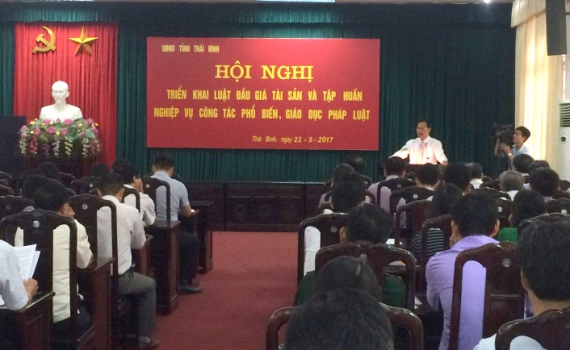 UBND TỈNH THÁI BÌNH
HỘI NGHỊ
TRIỂN KHAI LUẬT ĐẤU GIÁ TÀI SẢN VÀ TẬP HUẤN
NGHIỆP VỤ CÔNG TÁC PHỔ BIẾN, GIÁO DỤC PHÁP LUẬT
Thái Bình, ngày 22 - 5 - 2017